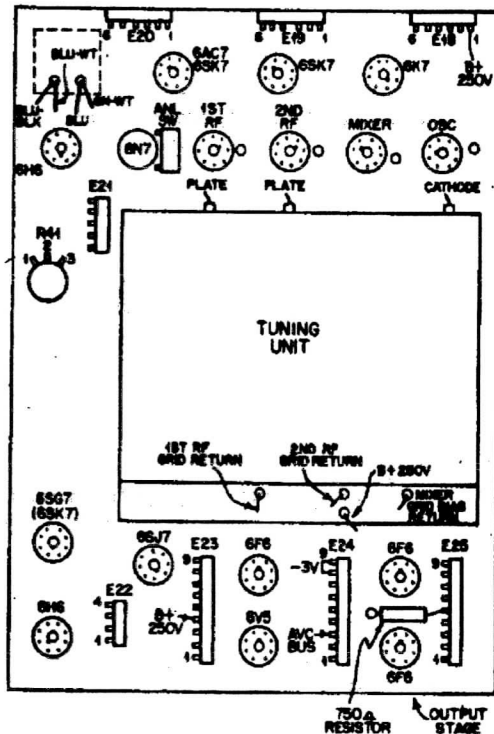 6 E20 1
6 E19 1
6 E18 1
B+
250V
BLU-WT
BLU-
BLK
BLU
GN-WT
6AC7
6SK7
6SK7
6K7
6H6
6N7
ANL
SW
1ST
RF
2ND
RF
MIXER
OSC
E21
PLATE
PLATE
CATHODE
R41
1 2 3
TUNING
UNIT
1ST RF
GRID RETURN
2ND RF
GRID RETURN
B+250V
MIXER
GRID BIAS
RETURN
6SG7
(6SK7)
6SJ7
9 E23
6F6
9 E24
-3V
6F6
9 E25
6H6
4 E22
1
B+
250V
1
6V5
AVC
BUS
1
6F6
1
750Ω
RESISTOR
OUTPUT
STAGE